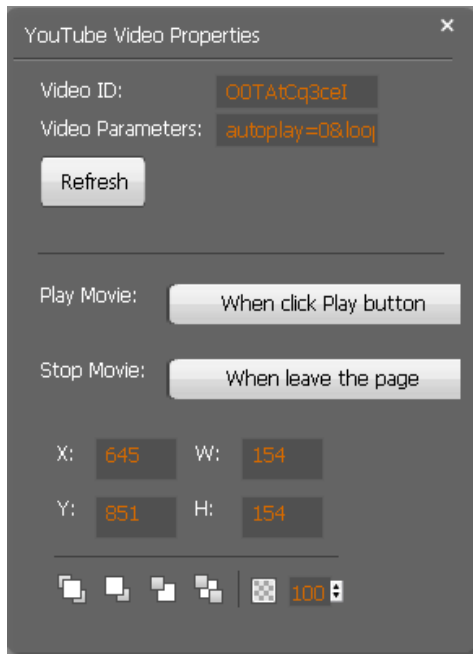 YouTube Video Properties
Video ID: O0TAtCq3ceI
Video Parameters: autoplay=0&loop
Refresh
Play Movie: When click Play button
Stop Movie: When leave the page
X: 645 W: 154
Y: 851 H: 154
100